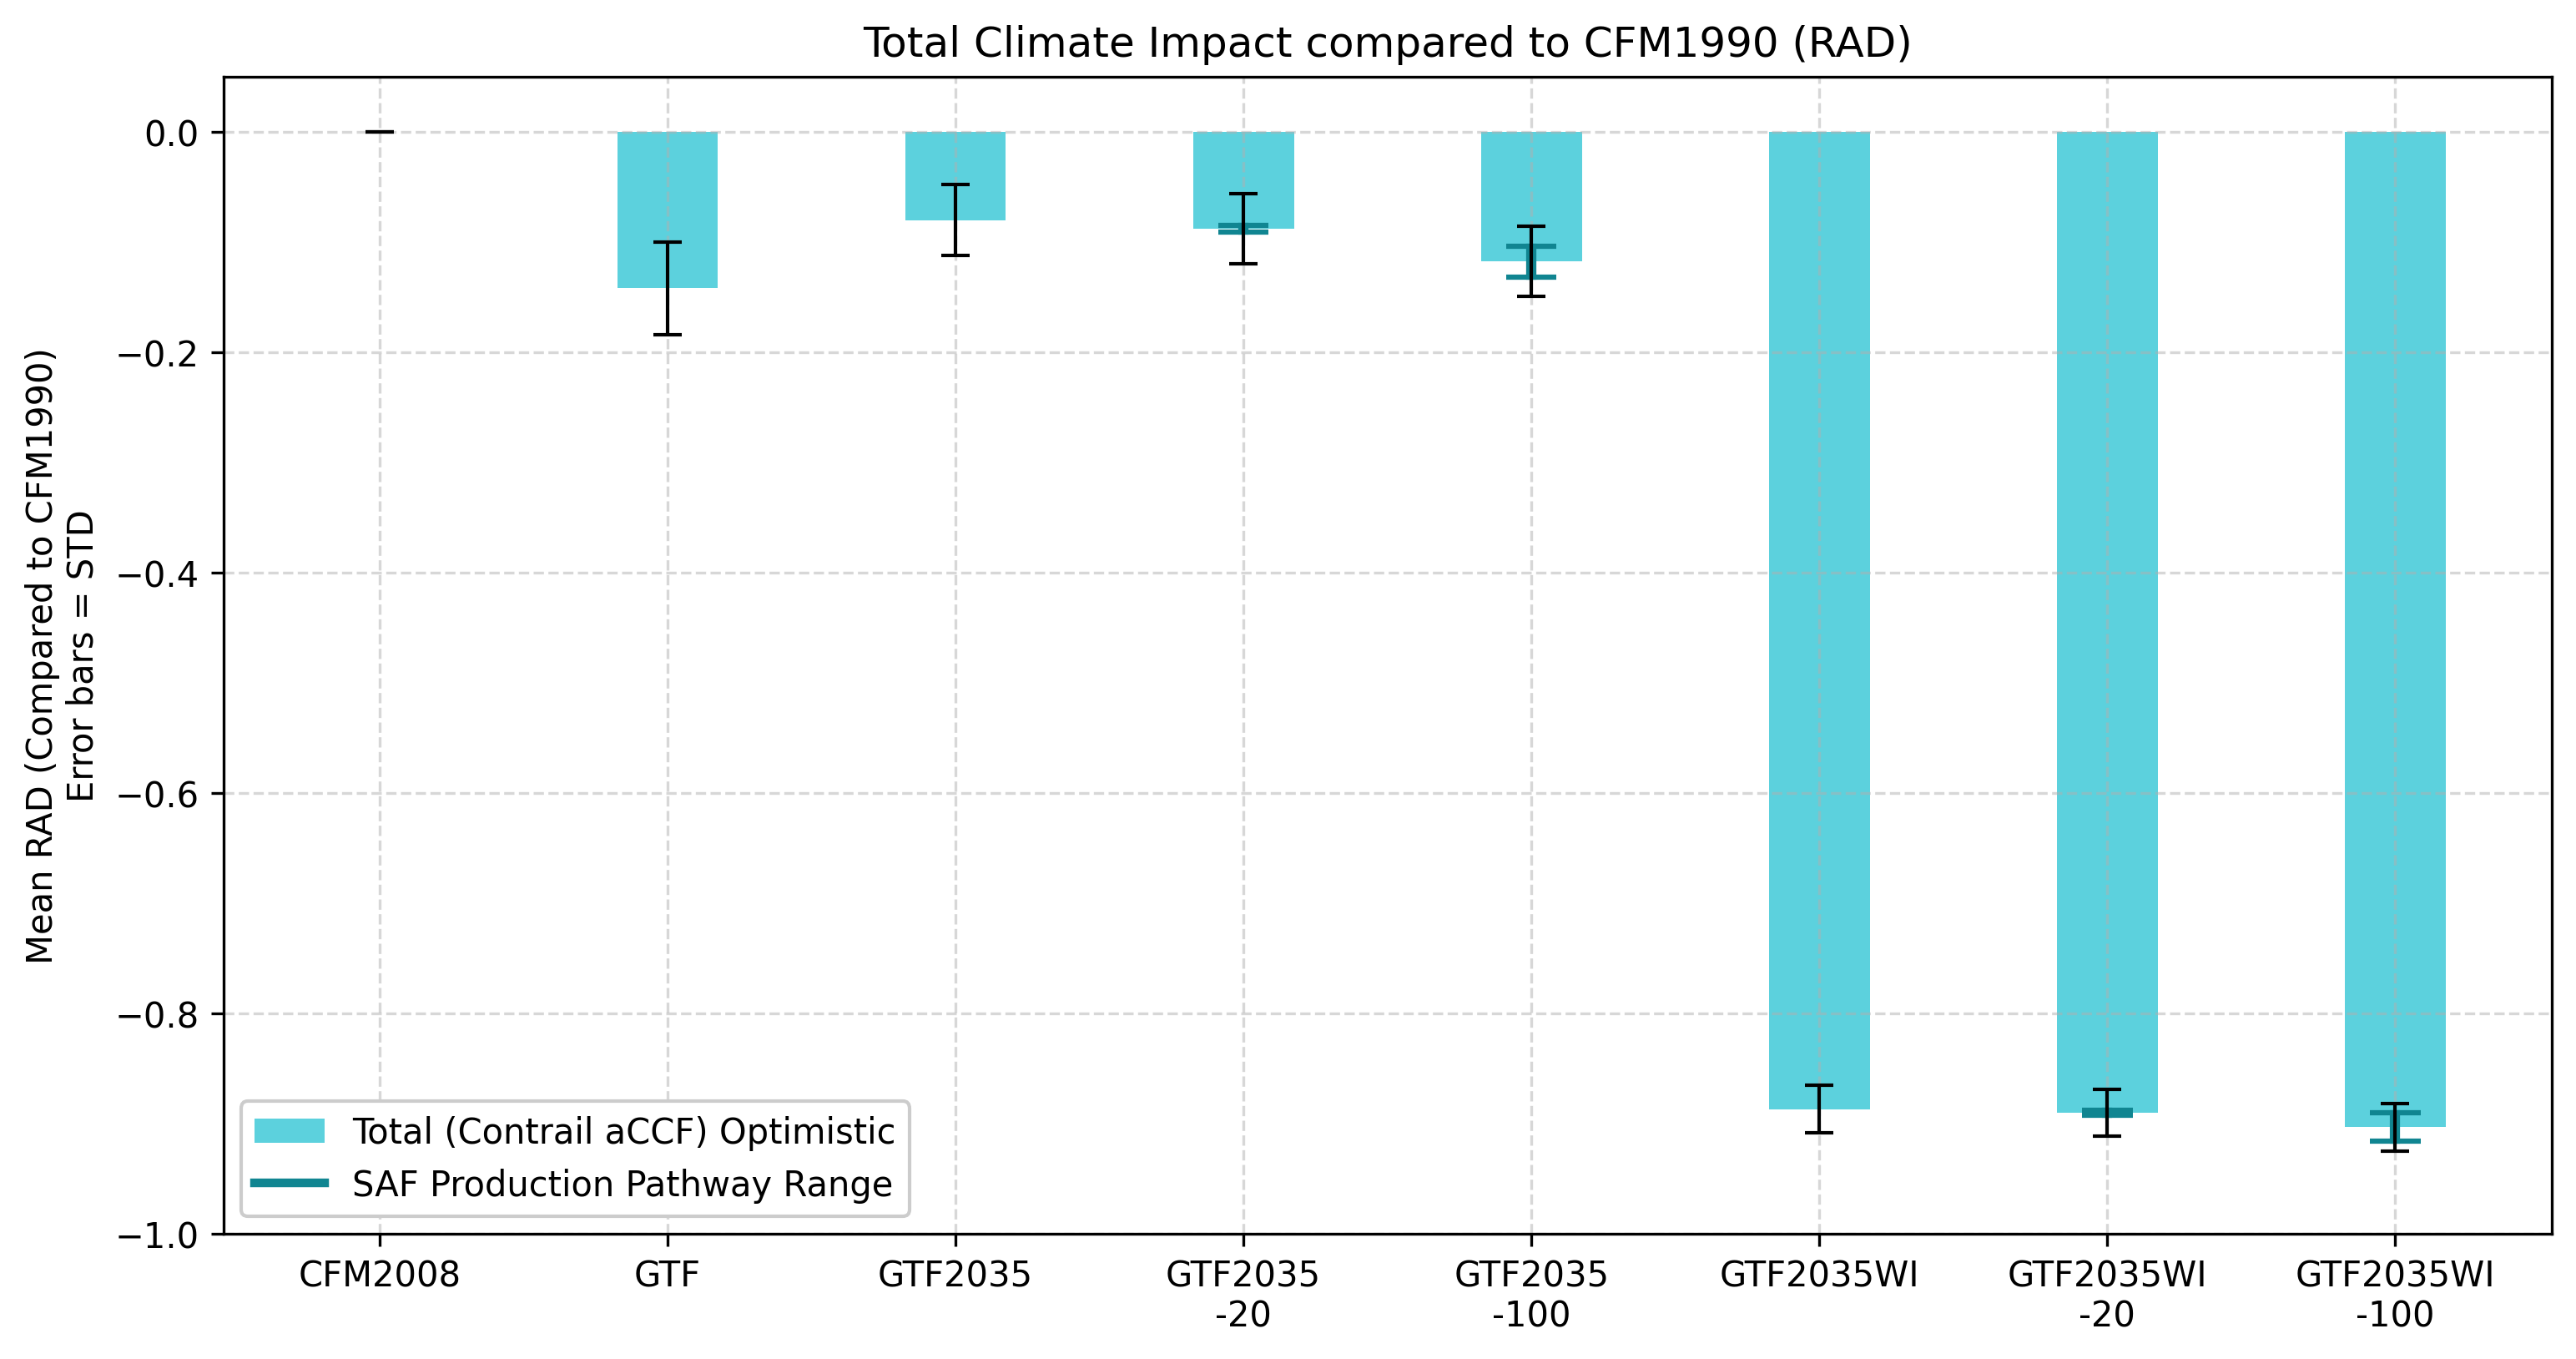 Total Climate Impact compared to CFM1990 (RAD)
Mean RAD (Compared to CFM1990)
Error bars = STD
0.0
−0.2
−0.4
−0.6
−0.8
−1.0
Total (Contrail aCCF) Optimistic
SAF Production Pathway Range
CFM2008
GTF
GTF2035
GTF2035
-20
GTF2035
-100
GTF2035WI
GTF2035WI
-20
GTF2035WI
-100